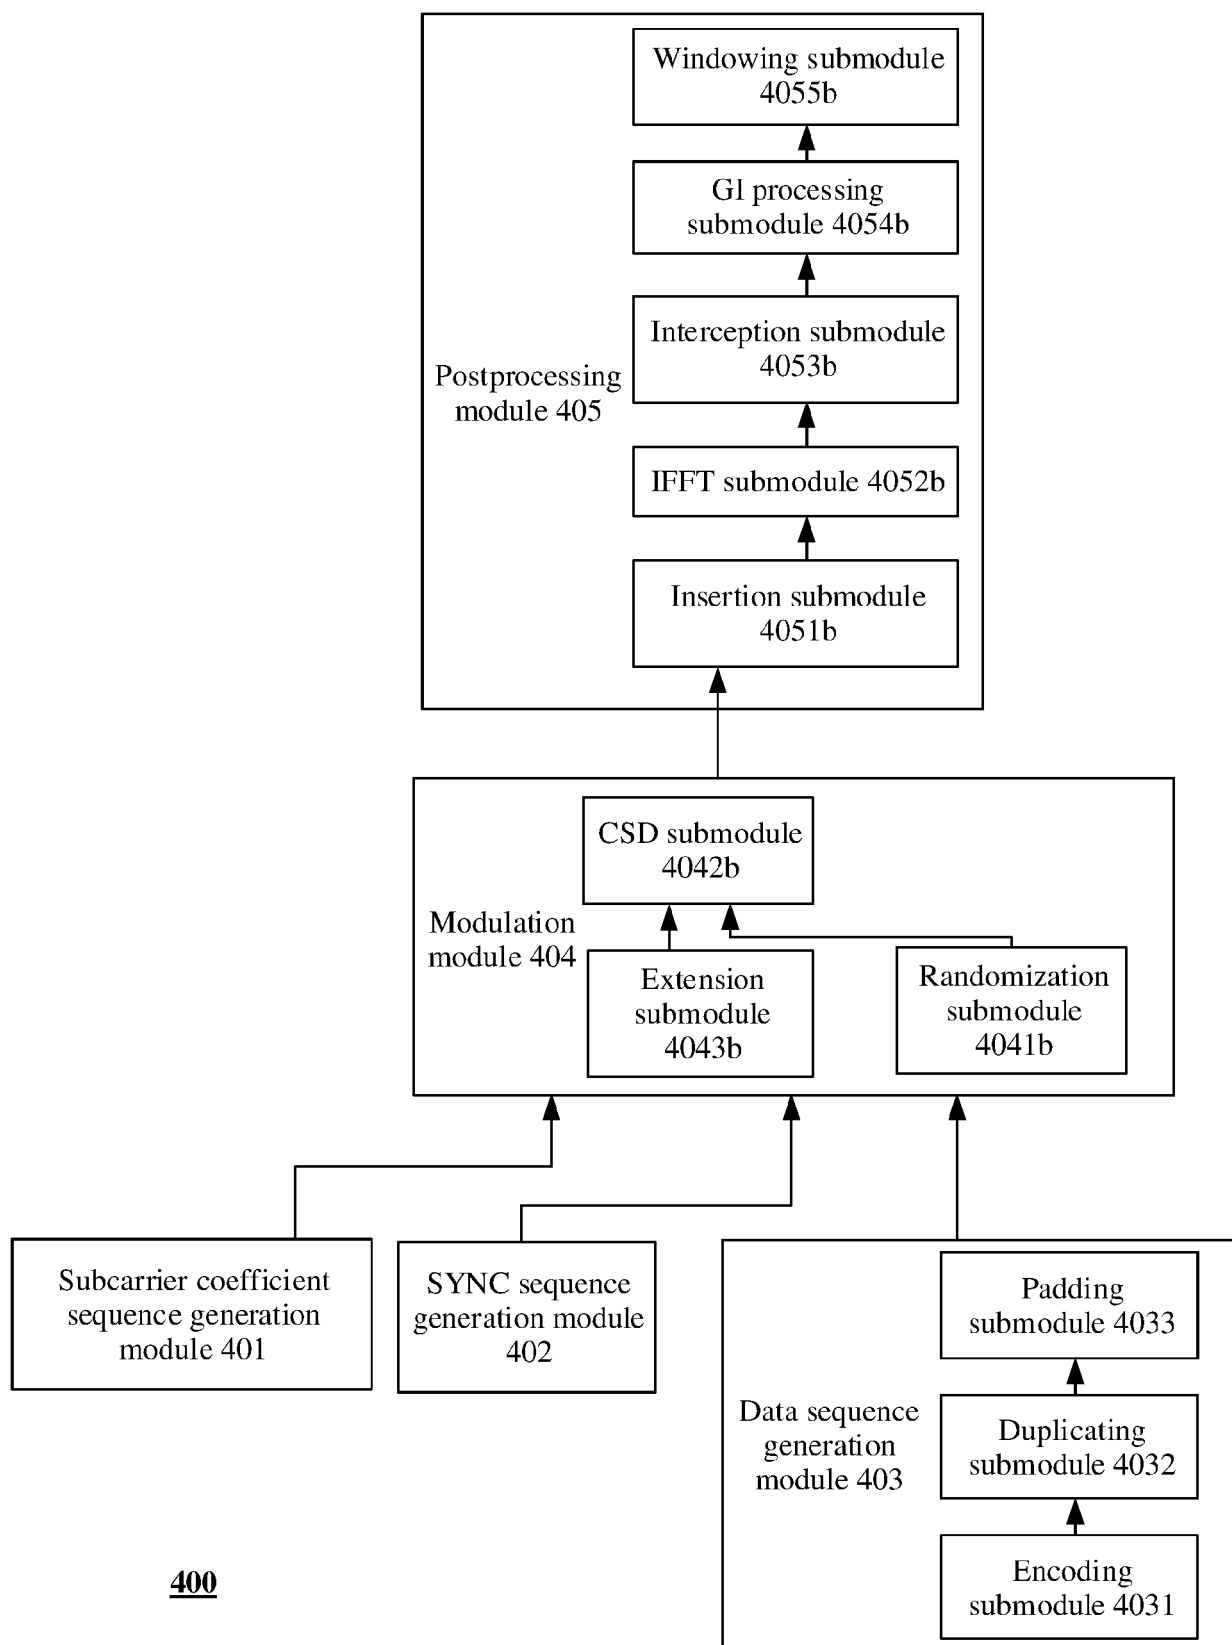 Windowing submodule
4055b
GI processing
submodule 4054b
Interception submodule
4053b
Postprocessing
module 405
IFFT submodule 4052b
Insertion submodule
4051b
CSD submodule
4042b
Modulation
module 404
Extension
submodule
4043b
Randomization
submodule
4041b
Subcarrier coefficient
sequence generation
module 401
SYNC sequence
generation module
402
Padding
submodule 4033
Data sequence
generation
module 403
Duplicating
submodule 4032
Encoding
submodule 4031
400